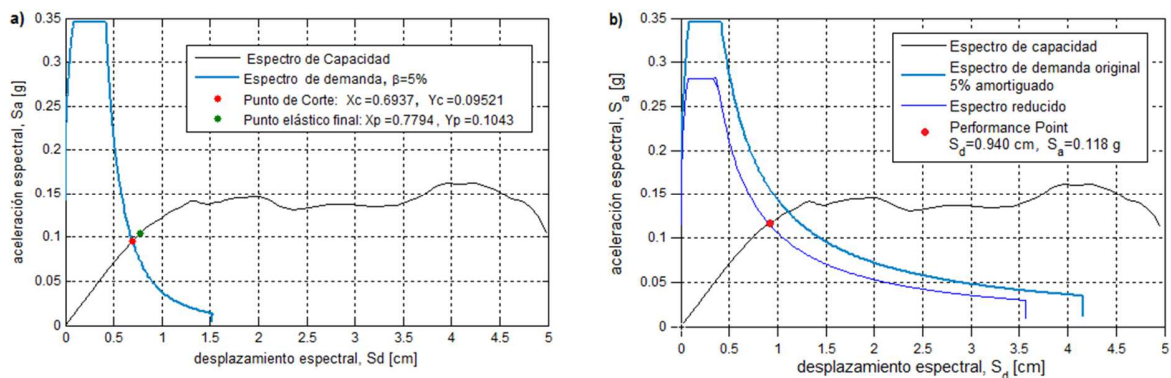 a)
0.35
0.3
0.25
0.2
0.15
0.1
0.05
0
aceleración espectral, Sa [g]
Espectro de Capacidad
Espectro de demanda, β=5%
Punto de Corte: Xc=0.6937, Yc=0.09521
Punto elástico final: Xp=0.7794, Yp=0.1043
0 0.5 1 1.5 2 2.5 3 3.5 4 4.5 5
desplazamiento espectral, Sd [cm]
b)
0.35
0.3
0.25
0.2
0.15
0.1
0.05
0
aceleración espectral, Sa [g]
Espectro de capacidad
Espectro de demanda original
5% amortiguado
Espectro reducido
Performance Point
Sd=0.940 cm, Sa=0.118 g
0 0.5 1 1.5 2 2.5 3 3.5 4 4.5 5
desplazamiento espectral, Sd [cm]